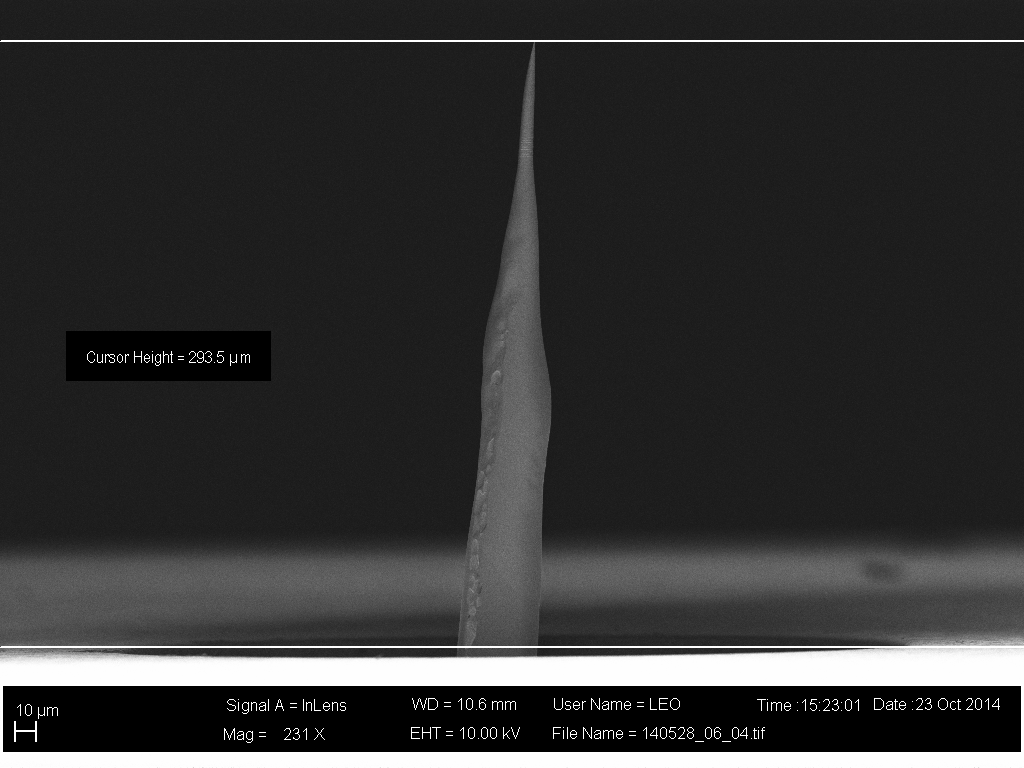 Cursor Height = 293.5 µm
10 µm
Signal A = InLens
WD = 10.6 mm
User Name = LEO
Time :15:23:01
Date :23 Oct 2014
Mag = 231 X
EHT = 10.00 kV
File Name = 140528_06_04.tif